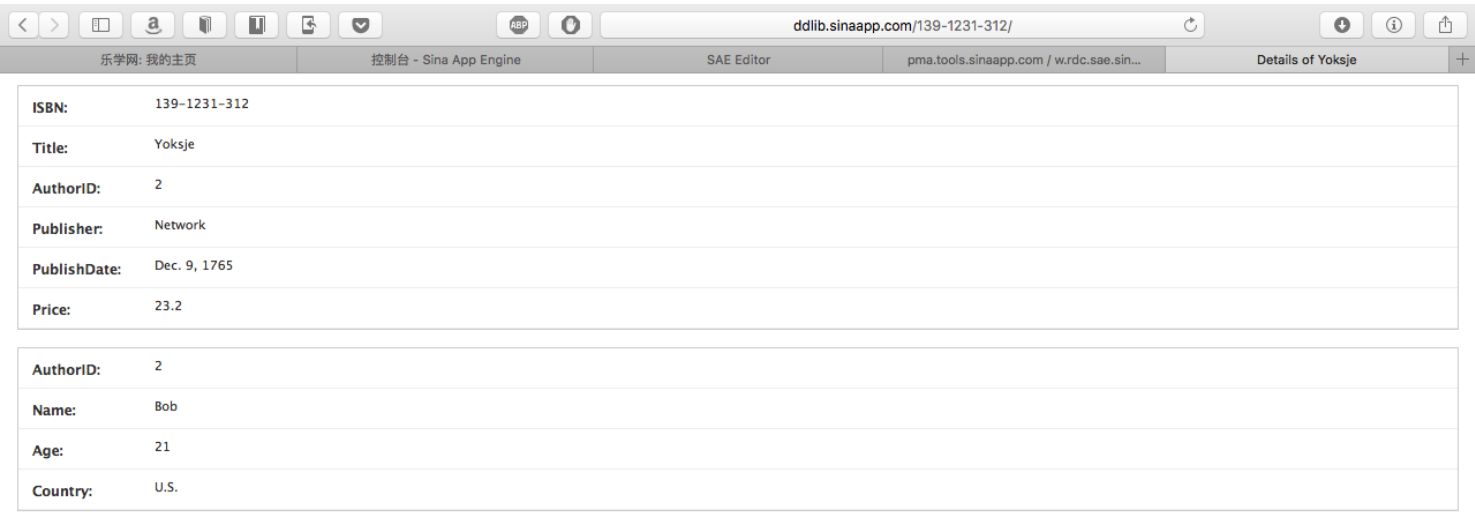 ABP
ddlib.sinaapp.com/139-1231-312/
乐学网: 我的主页
控制台 - Sina App Engine
SAE Editor
pma.tools.sinaapp.com / w.rdc.sae.sin...
Details of Yoksje
ISBN: 139-1231-312
Title: Yoksje
AuthorID: 2
Publisher: Network
PublishDate: Dec. 9, 1765
Price: 23.2
AuthorID: 2
Name: Bob
Age: 21
Country: U.S.